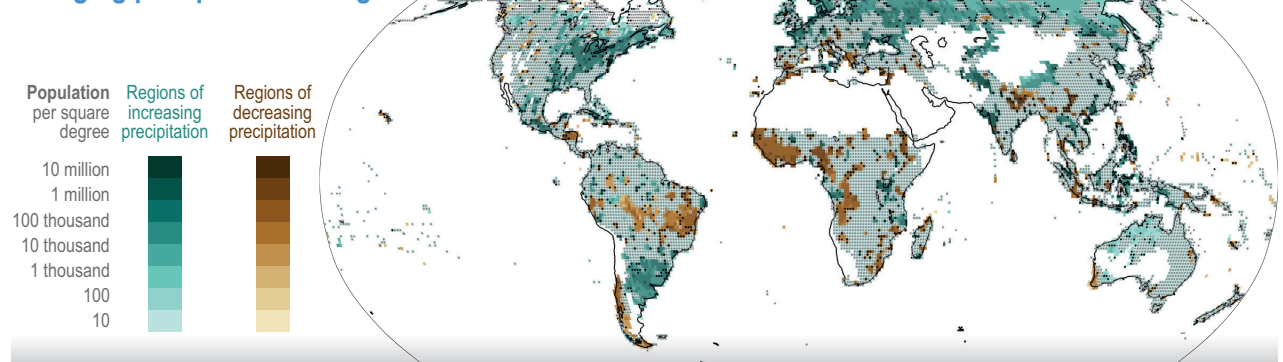 Population
per square
degree
Regions of
increasing
precipitation
Regions of
decreasing
precipitation
10 million
1 million
100 thousand
10 thousand
1 thousand
100
10